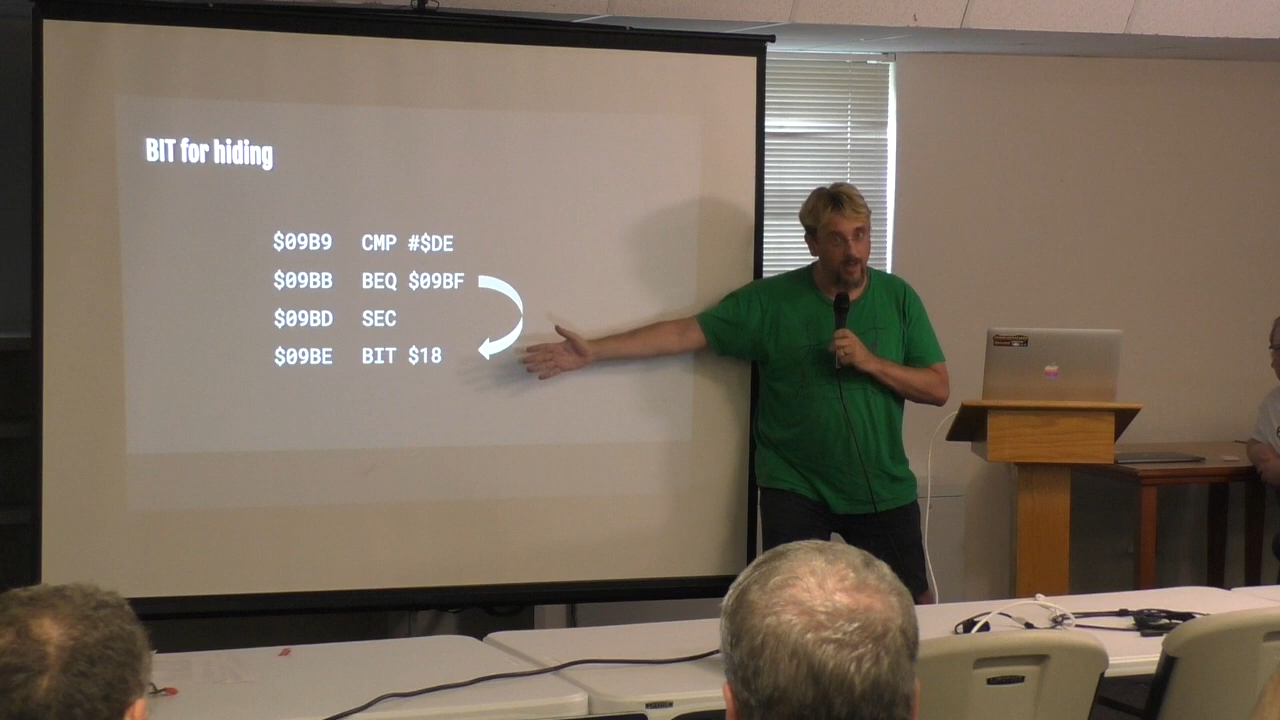 BIT for hiding
$09B9 CMP #$DE
$09BB BEQ $09BF
$09BD SEC
$09BE BIT $18